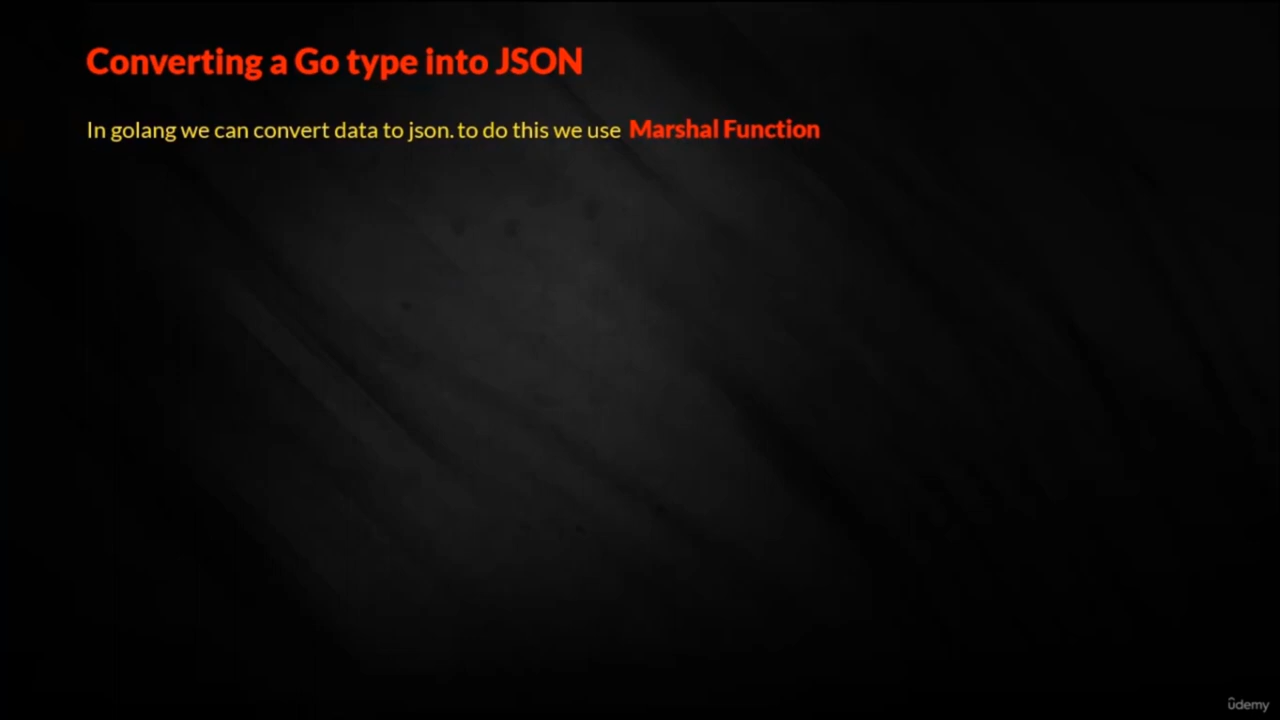 Converting a Go type into JSON
In golang we can convert data to json. to do this we use Marshal Function
ûdemy